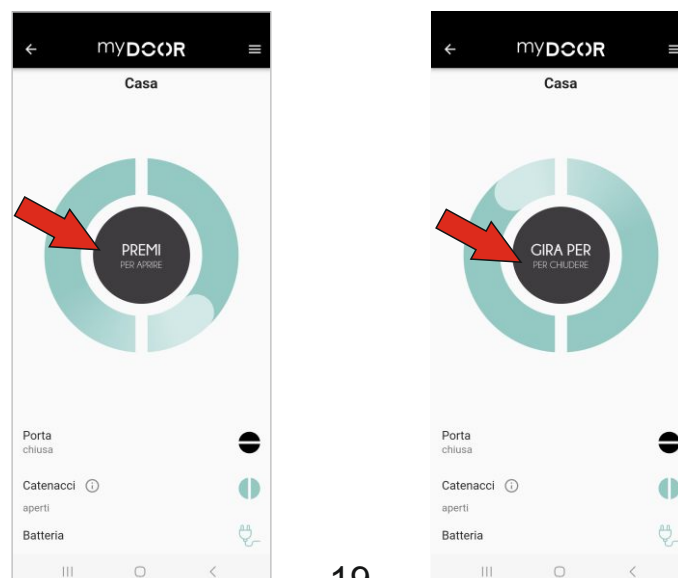 myDOOR
Casa
PREMI
PER APRIRE
Porta
chiusa
Catenacci
aperti
Batteria
myDOOR
Casa
GIRA PER
PER CHIUDERE
Porta
chiusa
Catenacci
aperti
Batteria